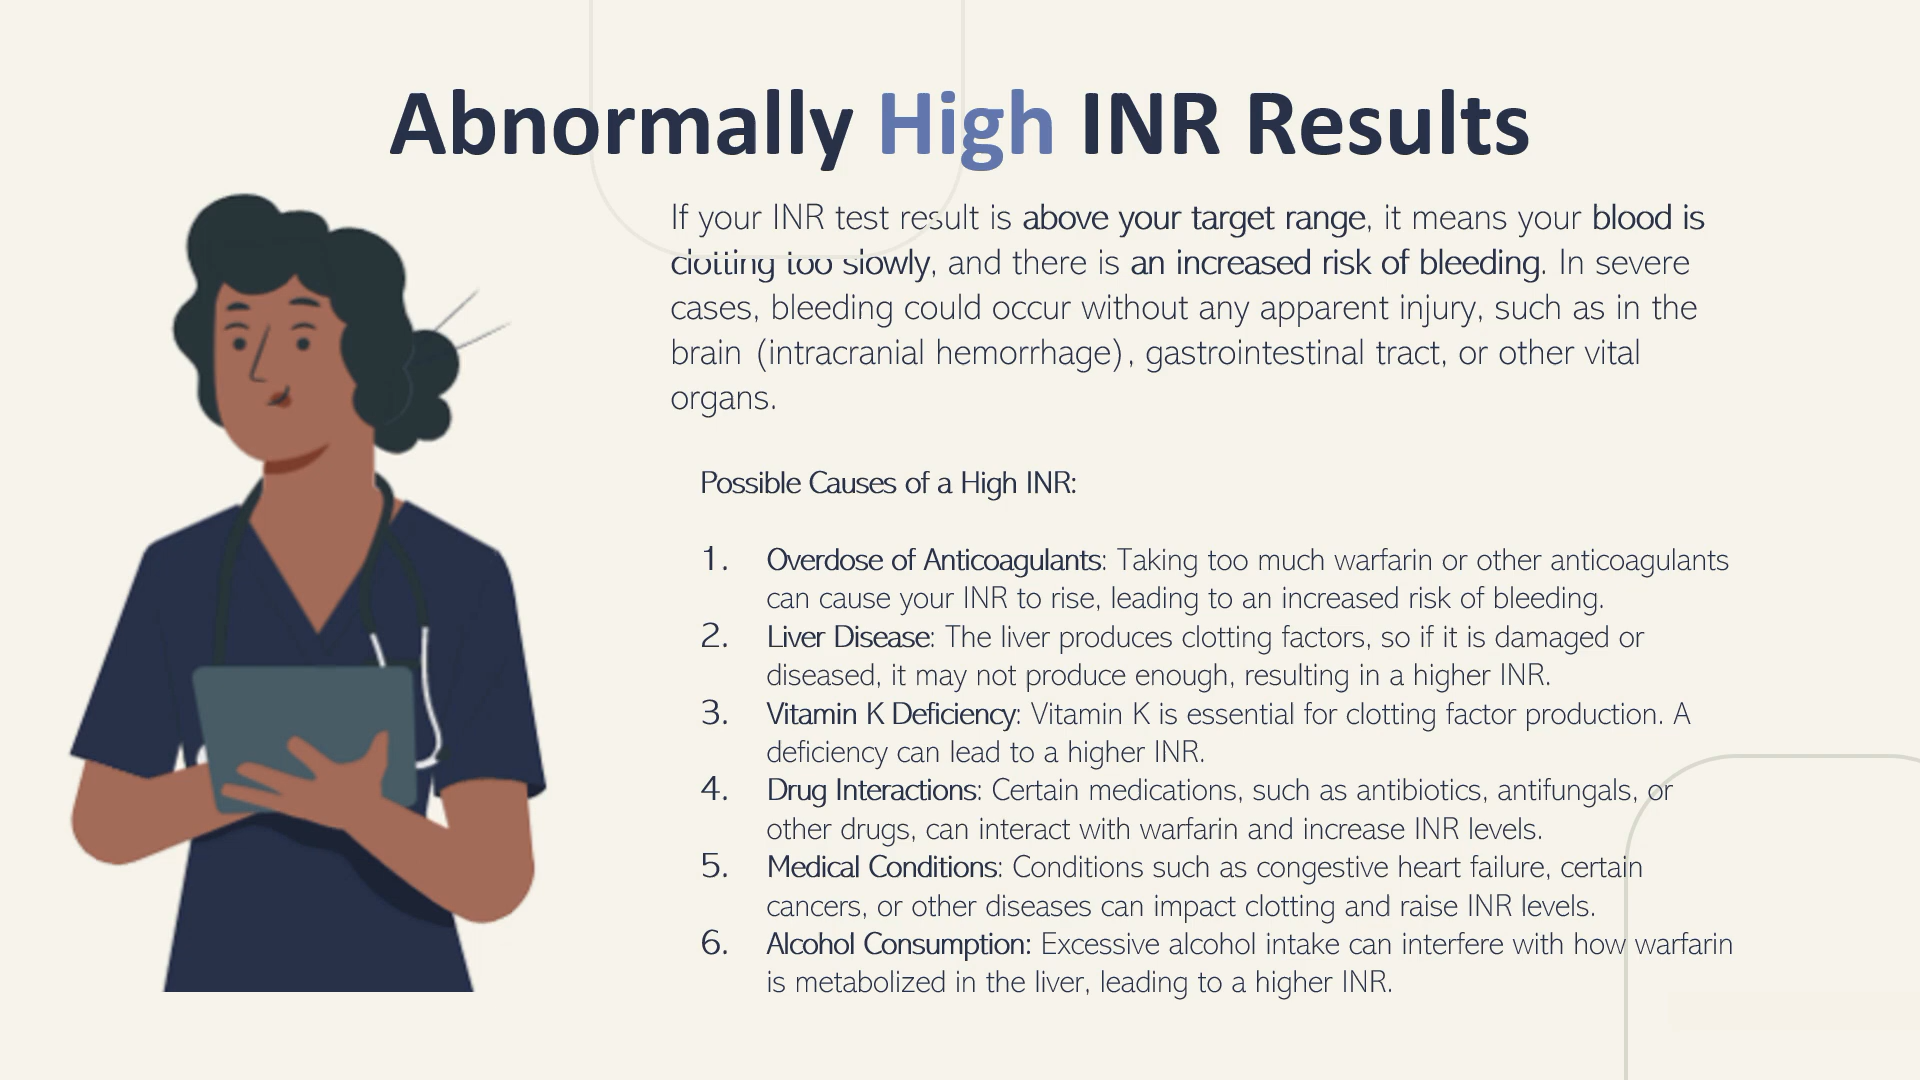 Abnormally High INR Results
If your INR test result is above your target range, it means your blood is
clotting too slowly, and there is an increased risk of bleeding. In severe
cases, bleeding could occur without any apparent injury, such as in the
brain (intracranial hemorrhage), gastrointestinal tract, or other vital
organs.
Possible Causes of a High INR:
1. Overdose of Anticoagulants: Taking too much warfarin or other anticoagulants
can cause your INR to rise, leading to an increased risk of bleeding.
2. Liver Disease: The liver produces clotting factors, so if it is damaged or
diseased, it may not produce enough, resulting in a higher INR.
3. Vitamin K Deficiency: Vitamin K is essential for clotting factor production. A
deficiency can lead to a higher INR.
4. Drug Interactions: Certain medications, such as antibiotics, antifungals, or
other drugs, can interact with warfarin and increase INR levels.
5. Medical Conditions: Conditions such as congestive heart failure, certain
cancers, or other diseases can impact clotting and raise INR levels.
6. Alcohol Consumption: Excessive alcohol intake can interfere with how warfarin
is metabolized in the liver, leading to a higher INR.